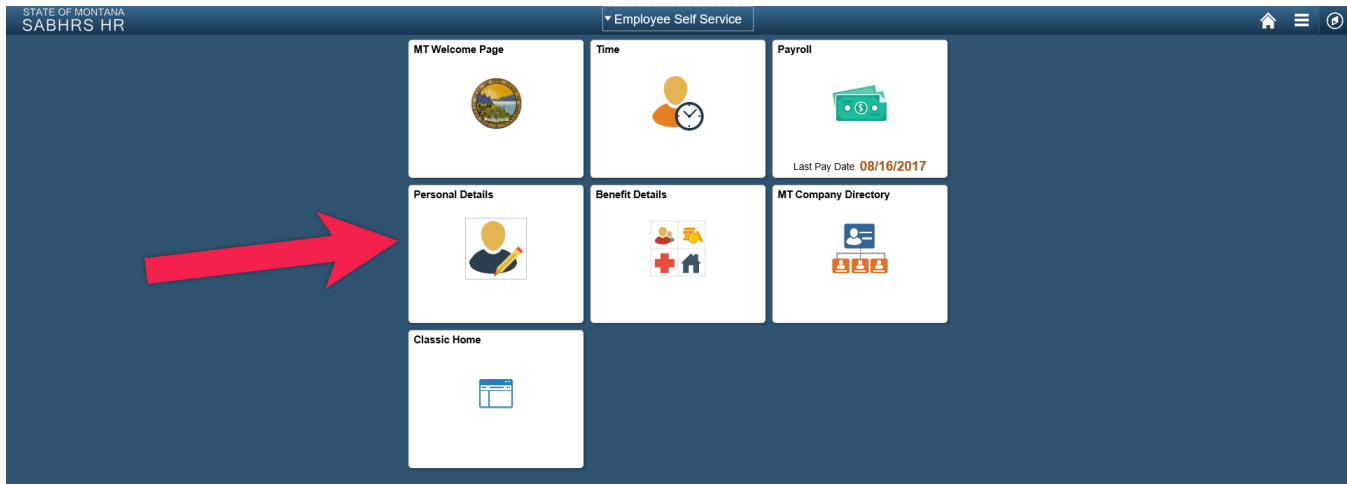 STATE OF MONTANA
SABHRS HR
Employee Self Service
MT Welcome Page
Time
Payroll
Last Pay Date 08/16/2017
Personal Details
Benefit Details
MT Company Directory
Classic Home